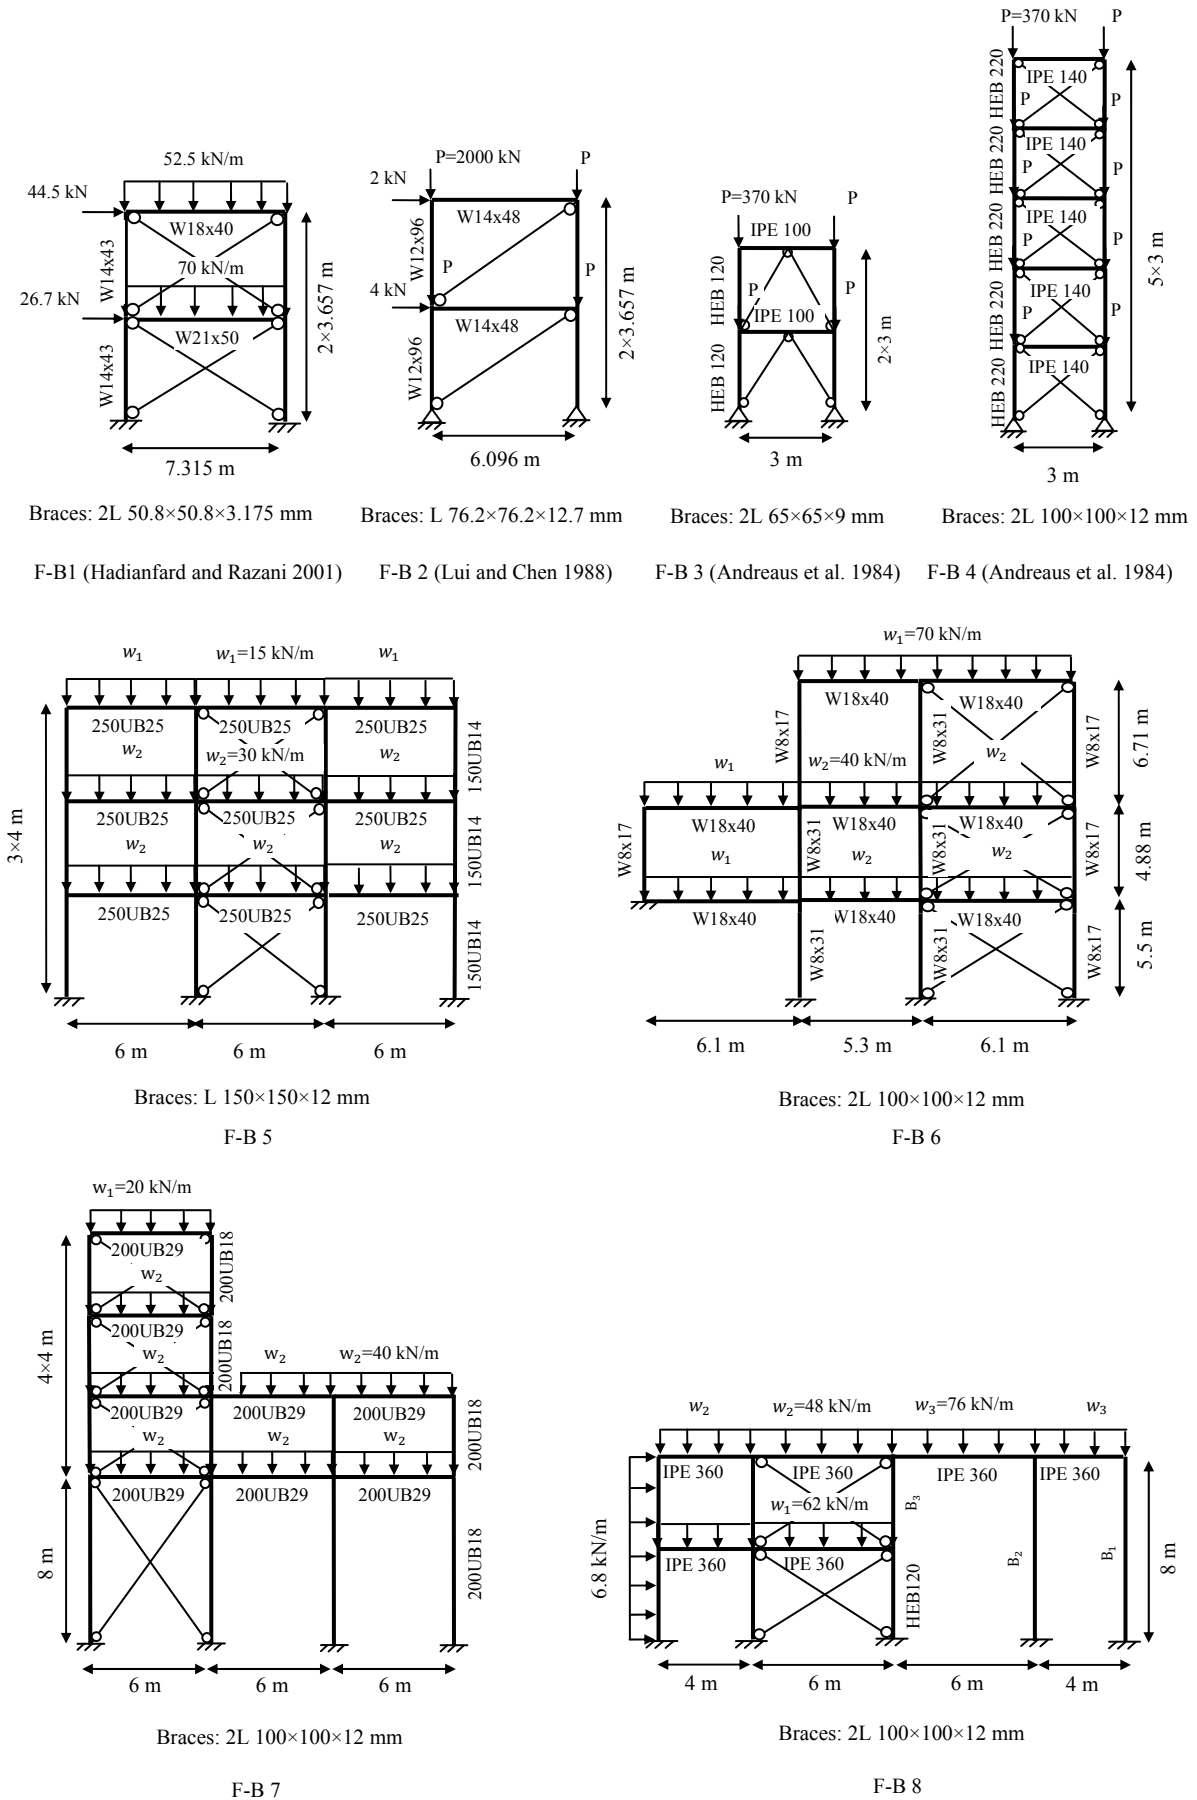 52.5 kN/m
44.5 kN
W18x40
W14x43
70 kN/m
26.7 kN
W21x50
W14x43
2×3.657 m
7.315 m
Braces: 2L 50.8×50.8×3.175 mm
F-B1 (Hadianfard and Razani 2001)
P=2000 kN
P
2 kN
W14x48
W12x96
P
P
4 kN
W14x48
W12x96
2×3.657 m
6.096 m
Braces: L 76.2×76.2×12.7 mm
F-B 2 (Lui and Chen 1988)
P=370 kN
P
IPE 100
HEB 120
P
P
IPE 100
HEB 120
2×3 m
3 m
Braces: 2L 65×65×9 mm
F-B 3 (Andreaus et al. 1984)
P=370 kN
P
HEB 220
IPE 140
P
P
HEB 220
IPE 140
P
P
HEB 220
IPE 140
P
P
HEB 220
IPE 140
P
P
HEB 220
IPE 140
5×3 m
3 m
Braces: 2L 100×100×12 mm
F-B 4 (Andreaus et al. 1984)
w₁
w₁=15 kN/m
w₁
250UB25
250UB25
250UB25
150UB14
w₂
w₂=30 kN/m
w₂
250UB25
250UB25
250UB25
150UB14
w₂
w₂
w₂
250UB25
250UB25
250UB25
150UB14
3×4 m
6 m
6 m
6 m
Braces: L 150×150×12 mm
F-B 5
w₁=70 kN/m
W18x40
W18x40
W8x17
W8x31
W8x17
6.71 m
w₁
w₂=40 kN/m
w₂
W18x40
W18x40
W18x40
W8x17
W8x31
W8x31
W8x17
4.88 m
w₁
w₂
w₂
W18x40
W18x40
W18x40
W8x31
W8x31
W8x17
5.5 m
6.1 m
5.3 m
6.1 m
Braces: 2L 100×100×12 mm
F-B 6
w₁=20 kN/m
200UB29
200UB18
w₂
200UB29
200UB18
w₂
w₂
w₂=40 kN/m
200UB18
200UB29
200UB29
200UB29
w₂
w₂
w₂
200UB18
200UB29
200UB29
200UB29
200UB18
4×4 m
8 m
6 m
6 m
6 m
Braces: 2L 100×100×12 mm
F-B 7
w₂
w₂=48 kN/m
w₃=76 kN/m
w₃
IPE 360
IPE 360
IPE 360
IPE 360
w₁=62 kN/m
B₃
IPE 360
IPE 360
B₂
B₁
HEB120
6.8 kN/m
8 m
4 m
6 m
6 m
4 m
Braces: 2L 100×100×12 mm
F-B 8